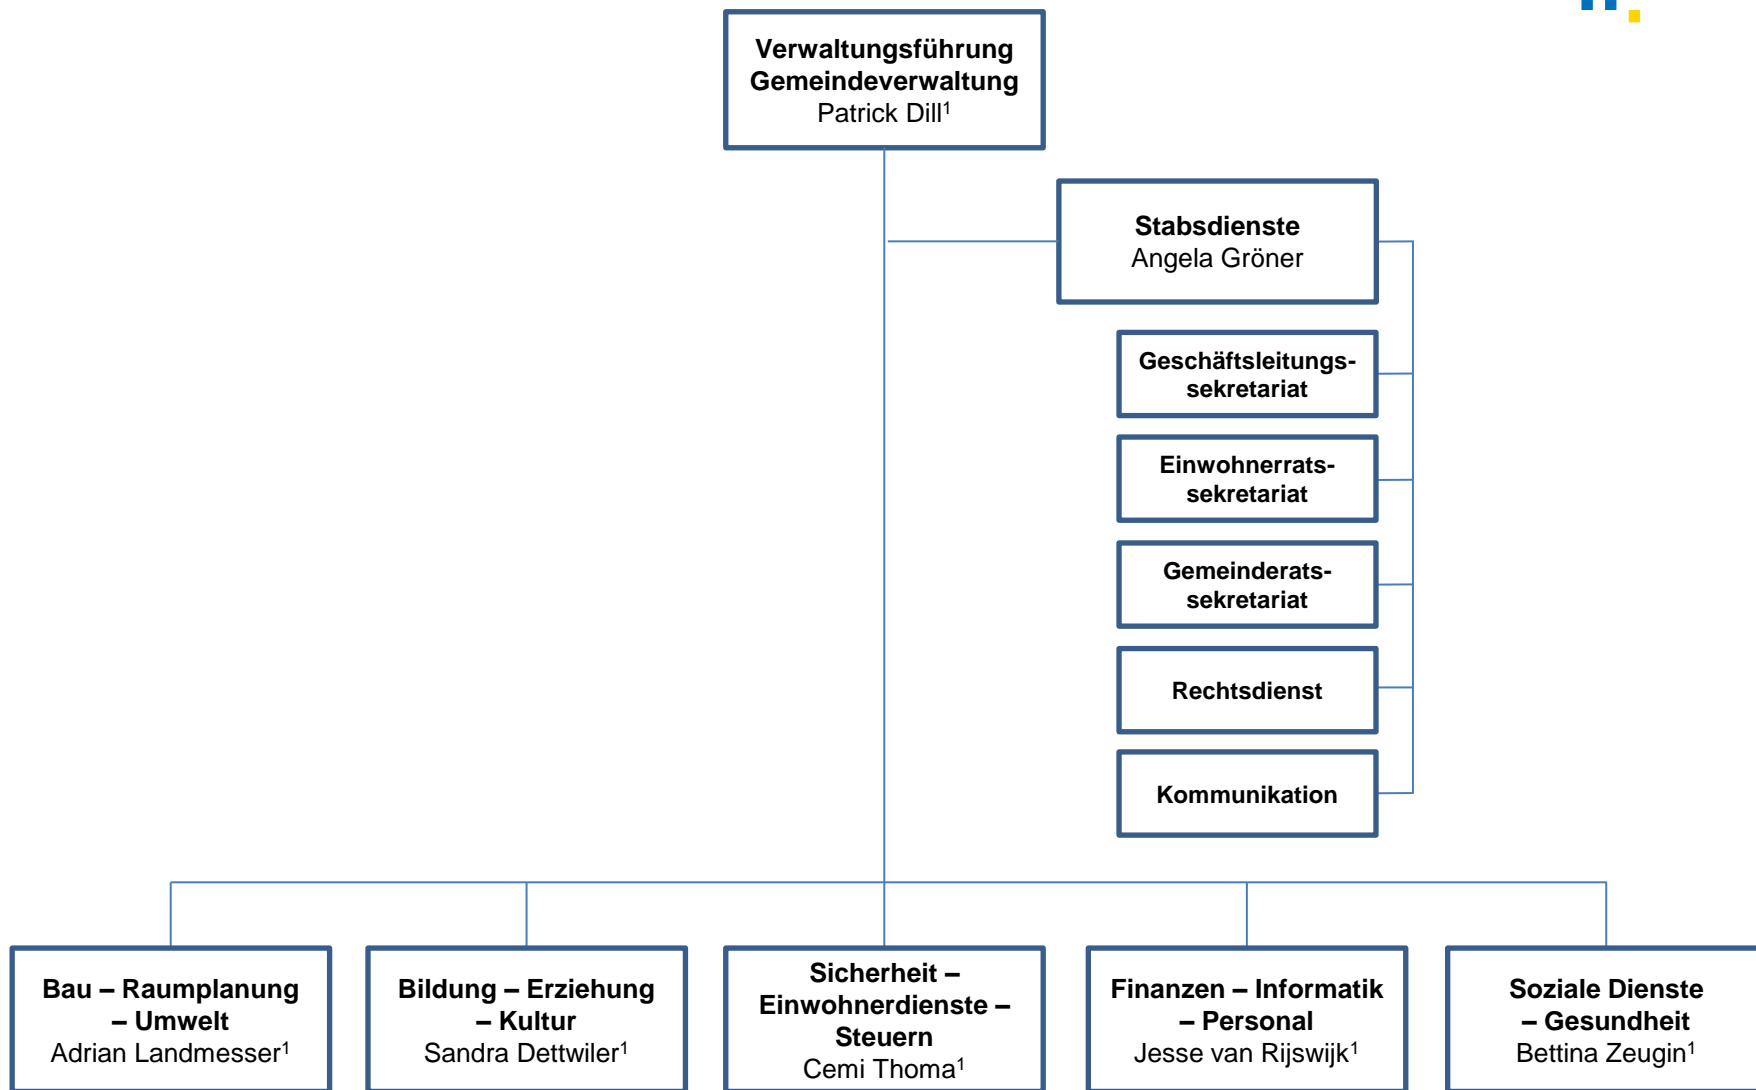 Verwaltungsführung
Gemeindeverwaltung
Patrick Dill¹
Stabsdienste
Angela Gröner
Geschäftsleitungs-
sekretariat
Einwohnerrats-
sekretariat
Gemeinderats-
sekretariat
Rechtsdienst
Kommunikation
Bau – Raumplanung
– Umwelt
Adrian Landmesser¹
Bildung – Erziehung
– Kultur
Sandra Dettwiler¹
Sicherheit –
Einwohnerdienste –
Steuern
Cemi Thoma¹
Finanzen – Informatik
– Personal
Jesse van Rijswijk¹
Soziale Dienste
– Gesundheit
Bettina Zeugin¹